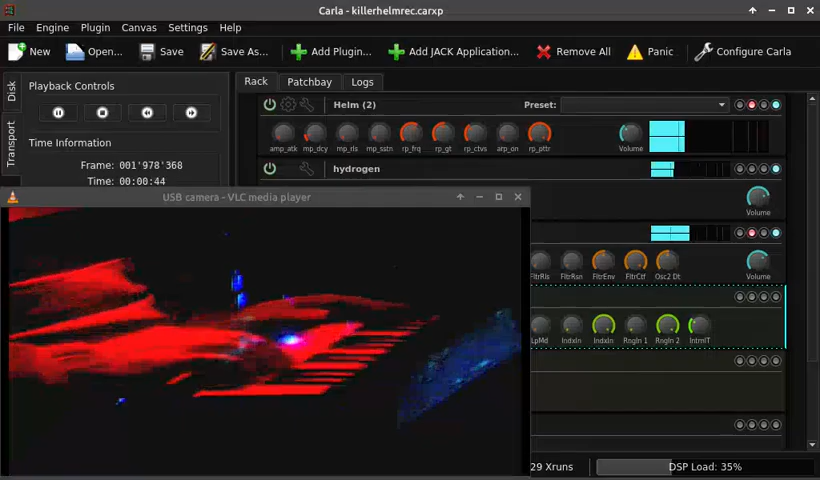 Carla - killerhelmrec.carxp
File Engine Plugin Canvas Settings Help
New Open... Save Save As... Add Plugin... Add JACK Application... Remove All Panic Configure Carla
Disk
Transport
Playback Controls
Time Information
Frame: 001'978'368
Time: 00:00:44
Rack Patchbay Logs
Helm (2) Preset:
amp_atk mp_dcy mp_rls mp_sstn rp_frq rp_gt rp_ctvs arp_on rp_pttr Volume
hydrogen
Volume
USB camera - VLC media player
FltrRls FltrRsn FltrEnv FltrCtf Osc2 Dt Volume
LpMd IndxIn IndxIn RngIn 1 RngIn 2 IntrnlT
29 Xruns DSP Load: 35%